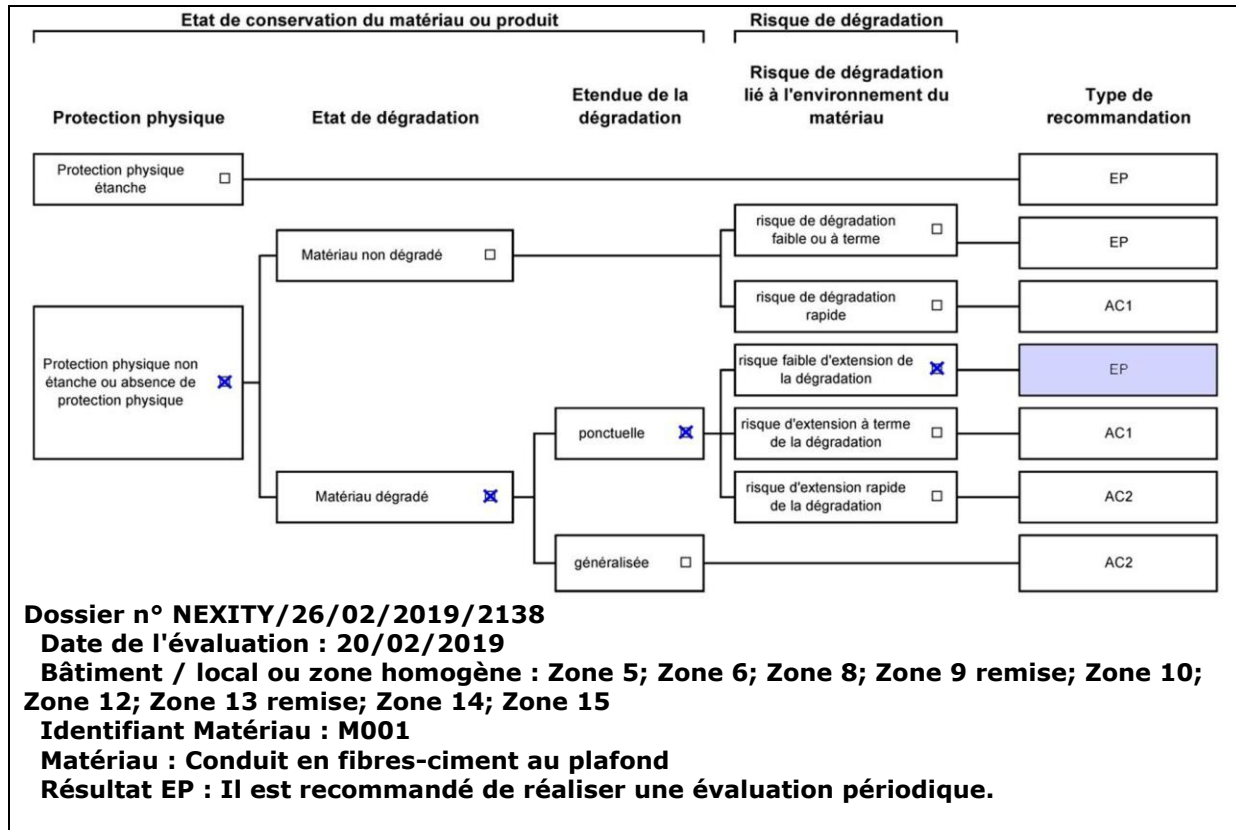 Etat de conservation du matériau ou produit
Risque de dégradation
Protection physique
Etat de dégradation
Etendue de la
dégradation
Risque de dégradation
lié à l'environnement du
matériau
Type de
recommandation
Protection physique
étanche
EP
risque de dégradation
faible ou à terme
EP
Matériau non dégradé
risque de dégradation
rapide
AC1
Protection physique non
étanche ou absence de
protection physique
risque faible d'extension de
la dégradation
EP
ponctuelle
risque d'extension à terme
de la dégradation
AC1
Matériau dégradé
risque d'extension rapide
de la dégradation
AC2
généralisée
AC2
Dossier n° NEXITY/26/02/2019/2138
Date de l'évaluation : 20/02/2019
Bâtiment / local ou zone homogène : Zone 5; Zone 6; Zone 8; Zone 9 remise; Zone 10;
Zone 12; Zone 13 remise; Zone 14; Zone 15
Identifiant Matériau : M001
Matériau : Conduit en fibres-ciment au plafond
Résultat EP : Il est recommandé de réaliser une évaluation périodique.